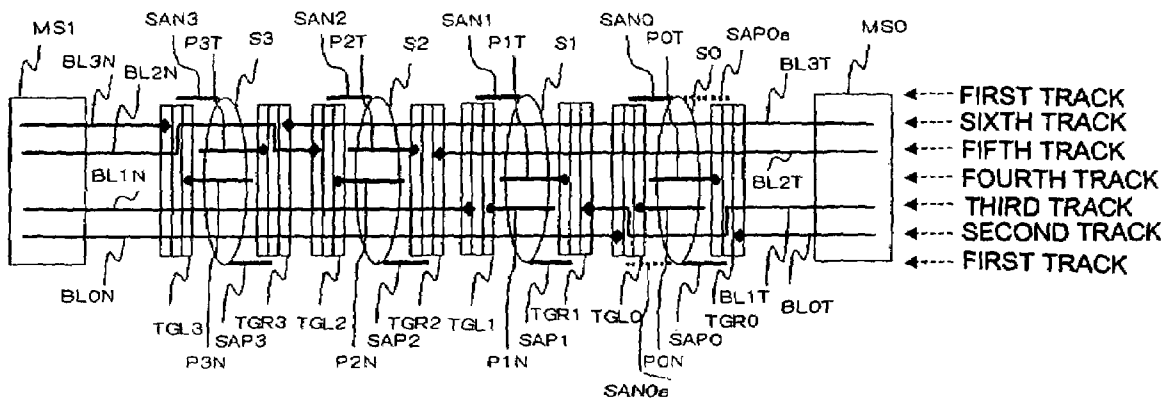 SAN3 SAN2 SAN1 SAN0
MS1 P3T S3 P2T S2 P1T S1 P0T S0 SAP0a MS0
BL3N BL2N BL3T
FIRST TRACK
SIXTH TRACK
FIFTH TRACK
BL1N BL2T
FOURTH TRACK
THIRD TRACK
SECOND TRACK
FIRST TRACK
BL0N TGL3 TGR3 TGL2 TGR2 TGL1 TGR1 TGL0 BL1T BL0T
SAP3 SAP2 SAP1 SAP0 TGR0
P3N P2N P1N P0N
SAN0a